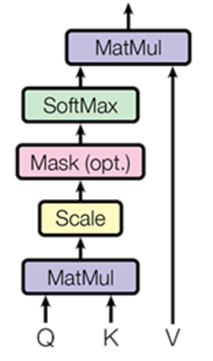 MatMul
SoftMax
Mask (opt.)
Scale
MatMul
Q K V